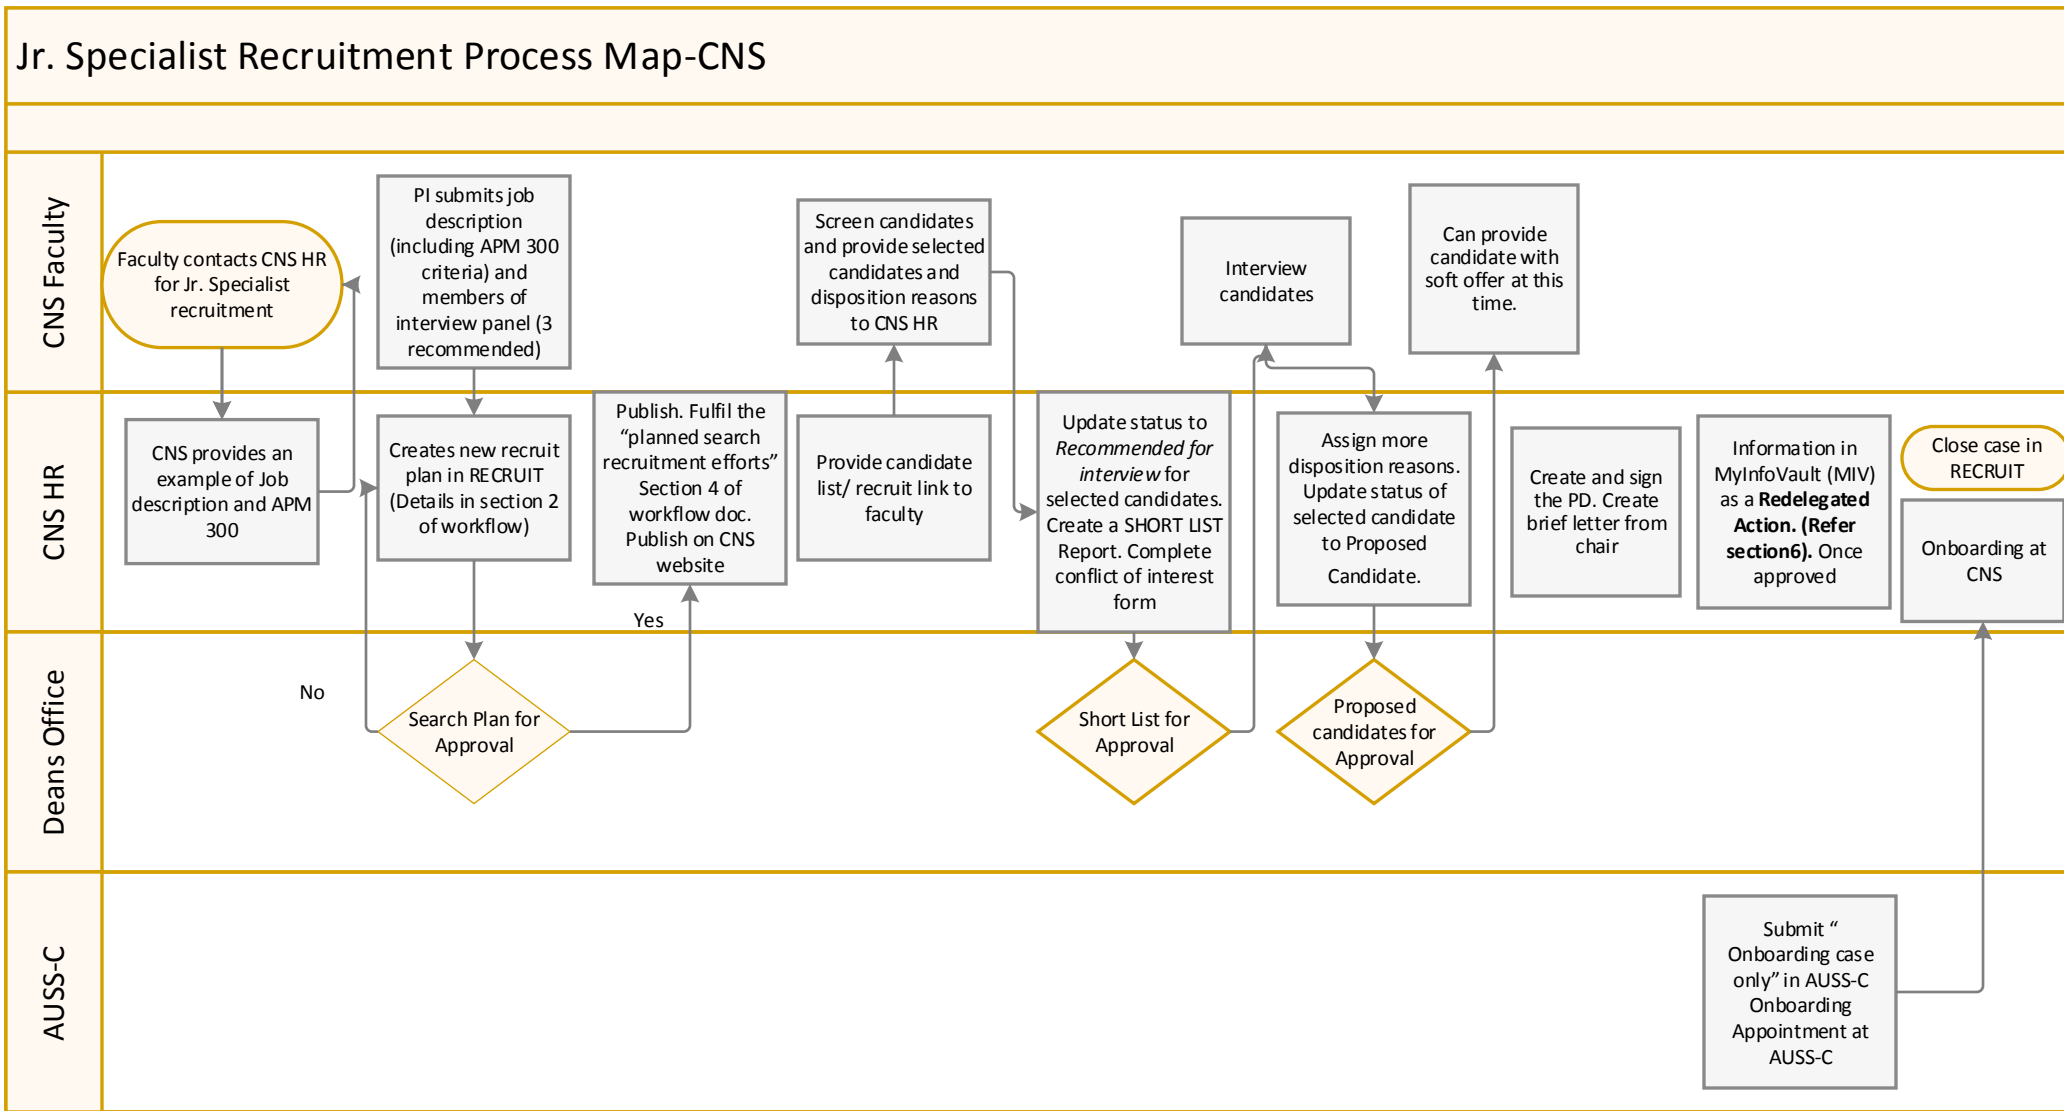 Jr. Specialist Recruitment Process Map-CNS
CNS Faculty
Faculty contacts CNS HR
for Jr. Specialist
recruitment
PI submits job
description
(including APM 300
criteria) and
members of
interview panel (3
recommended)
Screen candidates
and provide selected
candidates and
disposition reasons
to CNS HR
Interview
candidates
Can provide
candidate with
soft offer at this
time.
CNS HR
CNS provides an
example of Job
description and APM
300
Creates new recruit
plan in RECRUIT
(Details in section 2
of workflow)
Publish. Fulfil the
“planned search
recruitment efforts”
Section 4 of
workflow doc.
Publish on CNS
website
Provide candidate
list/ recruit link to
faculty
Update status to
Recommended for
interview for
selected candidates.
Create a SHORT LIST
Report. Complete
conflict of interest
form
Assign more
disposition reasons.
Update status of
selected candidate
to Proposed
Candidate.
Create and sign
the PD. Create
brief letter from
chair
Information in
MyInfoVault (MIV)
as a Redelegated
Action. (Refer
section6). Once
approved
Close case in
RECRUIT
Onboarding at
CNS
Yes
No
Deans Office
Search Plan for
Approval
Short List for
Approval
Proposed
candidates for
Approval
AUSS-C
Submit “
Onboarding case
only” in AUSS-C
Onboarding
Appointment at
AUSS-C